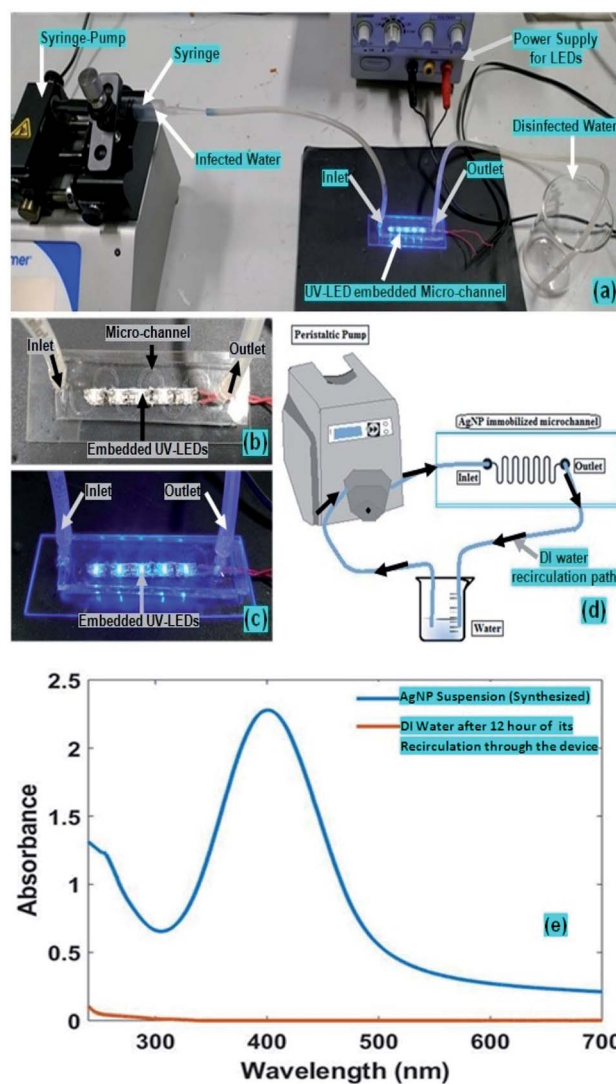 Syringe-Pump
Syringe
Infected Water
Power Supply
for LEDs
Disinfected Water
Inlet
Outlet
UV-LED embedded Micro-channel
(a)
Micro-channel
Inlet
Outlet
Embedded UV-LEDs
(b)
Inlet
Outlet
Embedded UV-LEDs
(c)
Peristaltic Pump
AgNP immobilized microchannel
Inlet
Outlet
DI water
recirculation path
(d)
Water
2.5
2
1.5
1
0.5
0
Absorbance
AgNP Suspension (Synthesized)
DI Water after 12 hour of its
Recirculation through the device
(e)
300
400
500
600
700
Wavelength (nm)